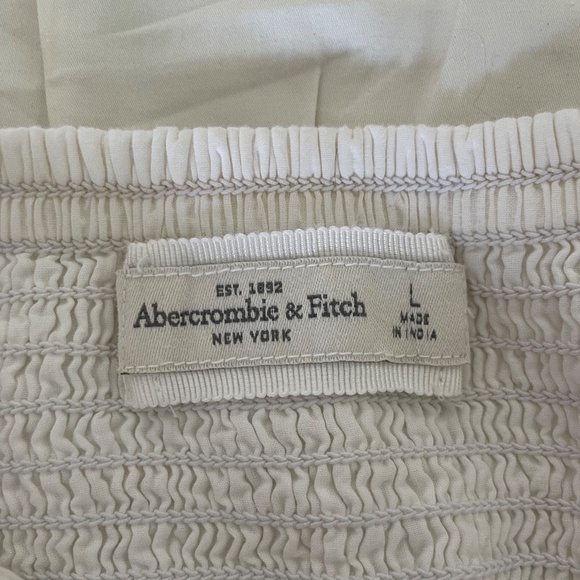 EST. 1892
Abercrombie & Fitch
NEW YORK
L
MADE
IN INDIA